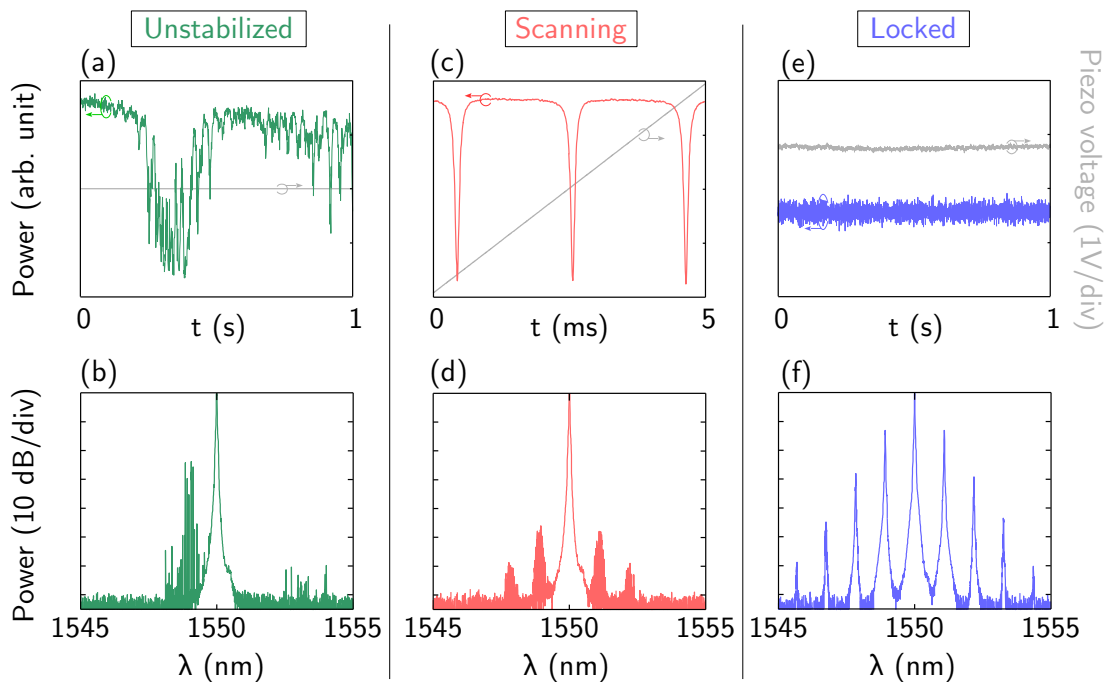 Unstabilized
Scanning
Locked
(a)
(c)
(e)
Power (arb. unit)
Piezo voltage (1V/div)
0 1
0 5
0 1
t (s)
t (ms)
t (s)
(b)
(d)
(f)
Power (10 dB/div)
1545 1550 1555
1545 1550 1555
1545 1550 1555
λ (nm)
λ (nm)
λ (nm)